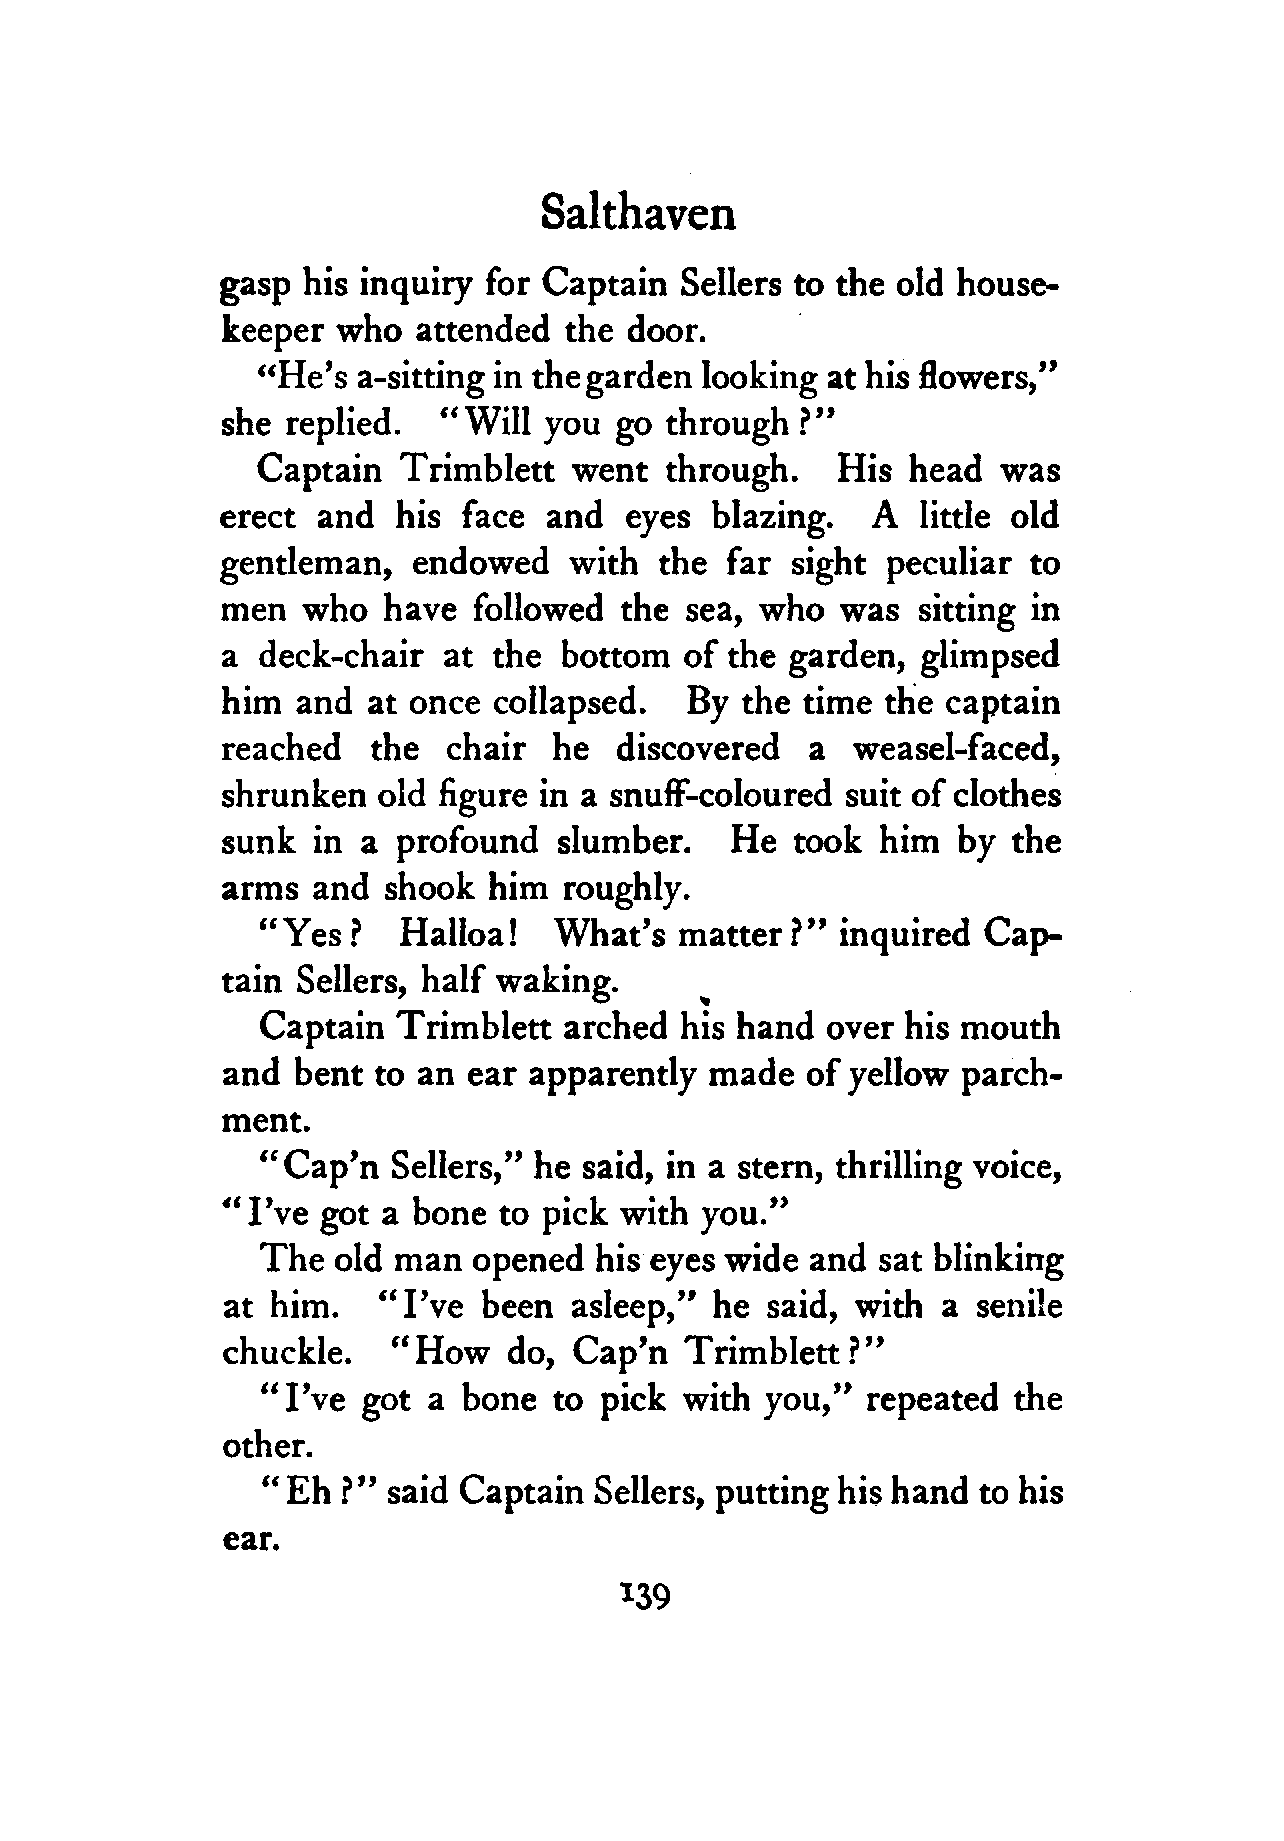 Salthaven
gasp his inquiry for Captain Sellers to the old house-
keeper who attended the door.
"He's a-sitting in the garden looking at his flowers,"
she replied. "Will you go through?"
Captain Trimblett went through. His head was
erect and his face and eyes blazing. A little old
gentleman, endowed with the far sight peculiar to
men who have followed the sea, who was sitting in
a deck-chair at the bottom of the garden, glimpsed
him and at once collapsed. By the time the captain
reached the chair he discovered a weasel-faced,
shrunken old figure in a snuff-coloured suit of clothes
sunk in a profound slumber. He took him by the
arms and shook him roughly.
"Yes? Halloa! What's matter?" inquired Cap-
tain Sellers, half waking.
Captain Trimblett arched his hand over his mouth
and bent to an ear apparently made of yellow parch-
ment.
"Cap'n Sellers," he said, in a stern, thrilling voice,
"I've got a bone to pick with you."
The old man opened his eyes wide and sat blinking
at him. "I've been asleep," he said, with a senile
chuckle. "How do, Cap'n Trimblett?"
"I've got a bone to pick with you," repeated the
other.
"Eh?" said Captain Sellers, putting his hand to his
ear.
139